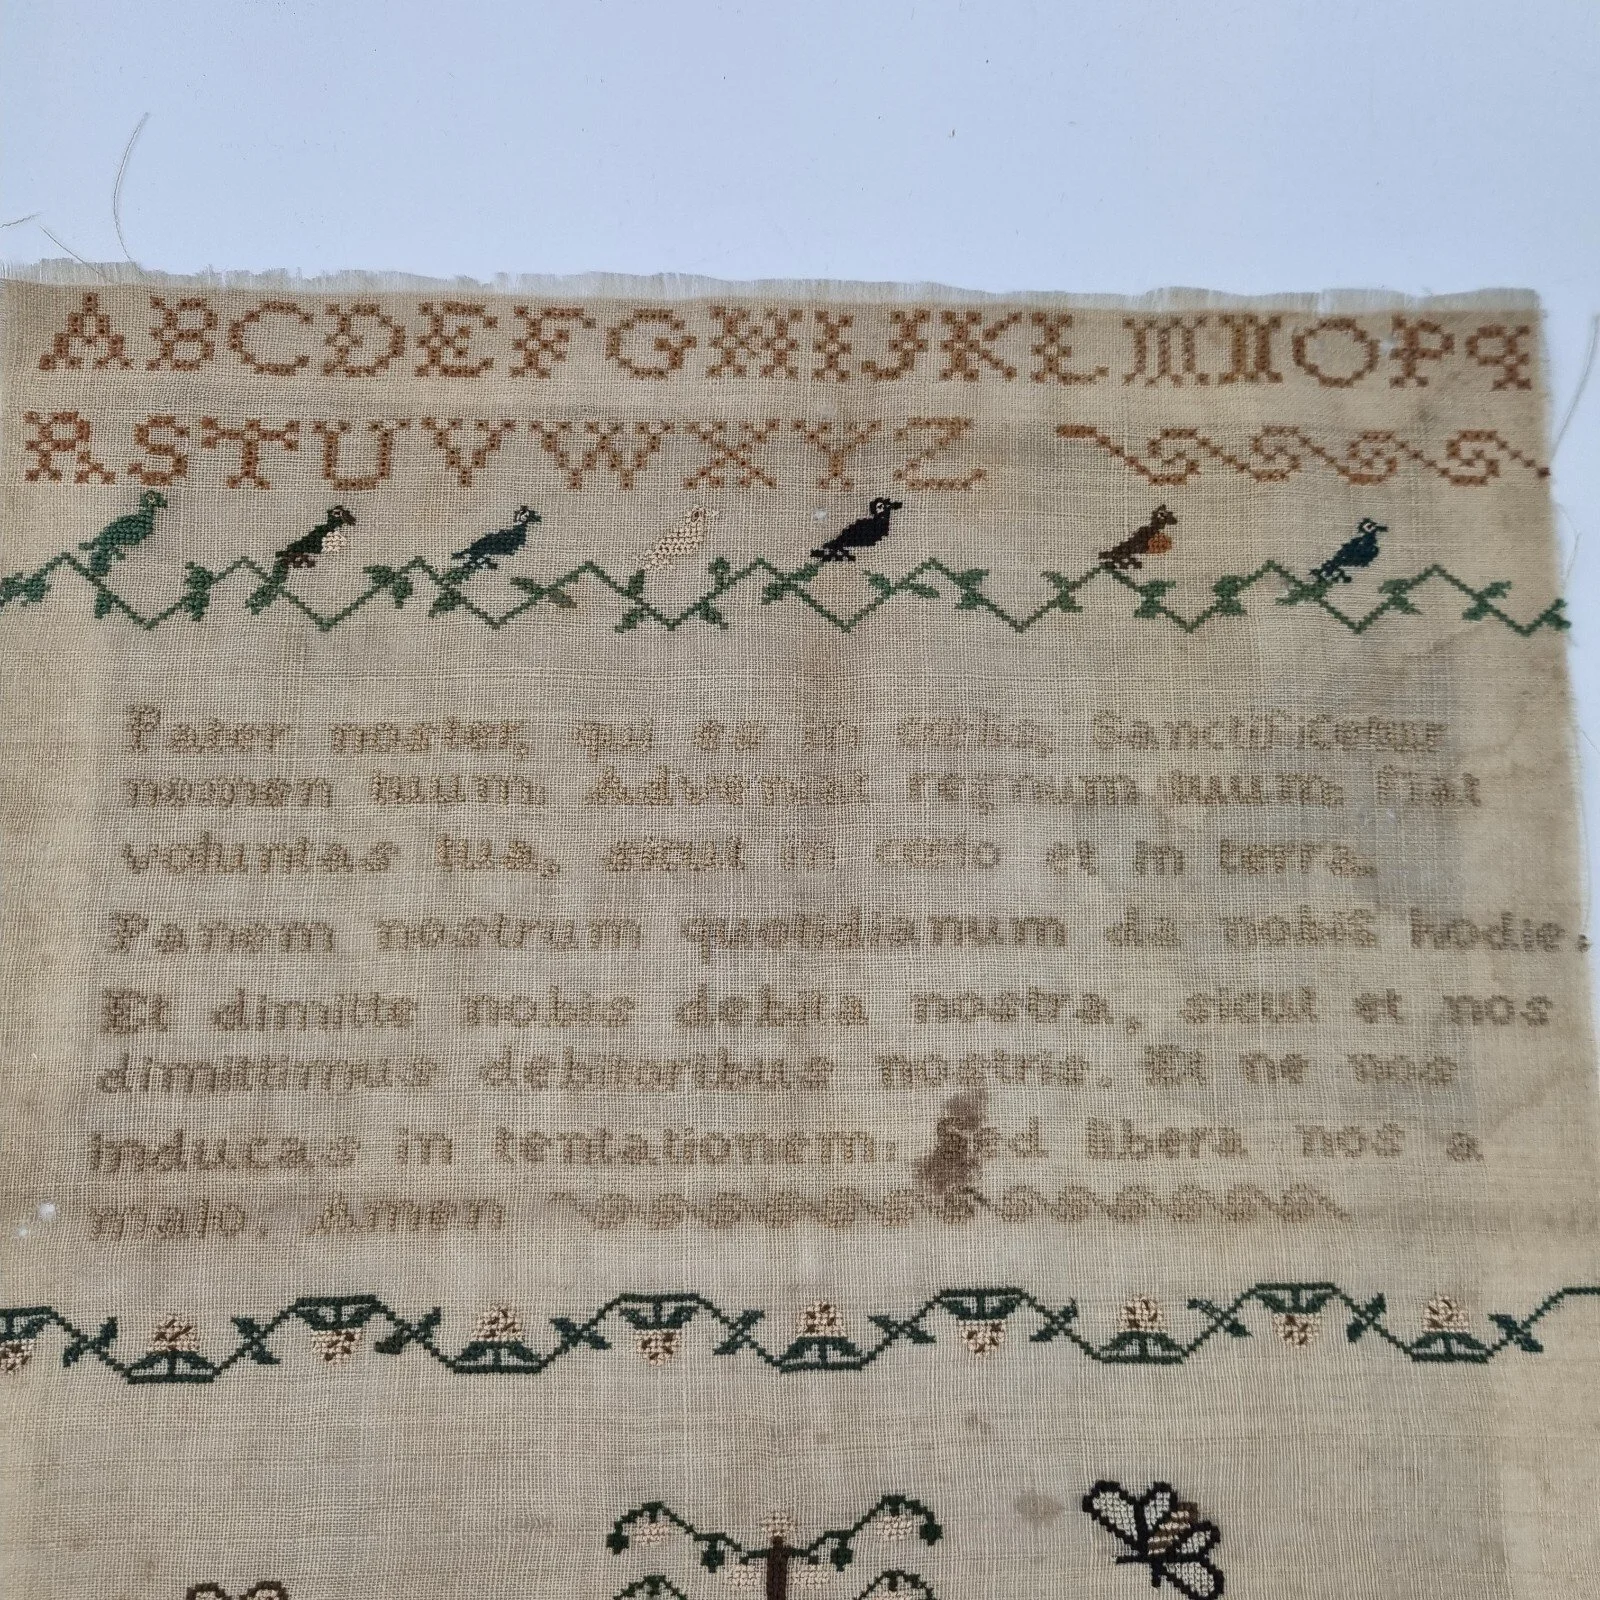 ABCDEFGHIJKLMNOPQ
RSTUVWXYZ
Pater noster, qui es in cœlis, Sanctificetur
nomen tuum. Adveniat regnum tuum; fiat
voluntas tua, sicut in cœlo et in terra.
Panem nostrum quotidianum da nobis hodie.
Et dimitte nobis debita nostra, sicut et nos
dimittimus debitoribus nostris. Et ne nos
inducas in tentationem: Sed libera nos a
malo. Amen